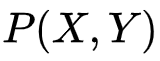 P(X, Y)